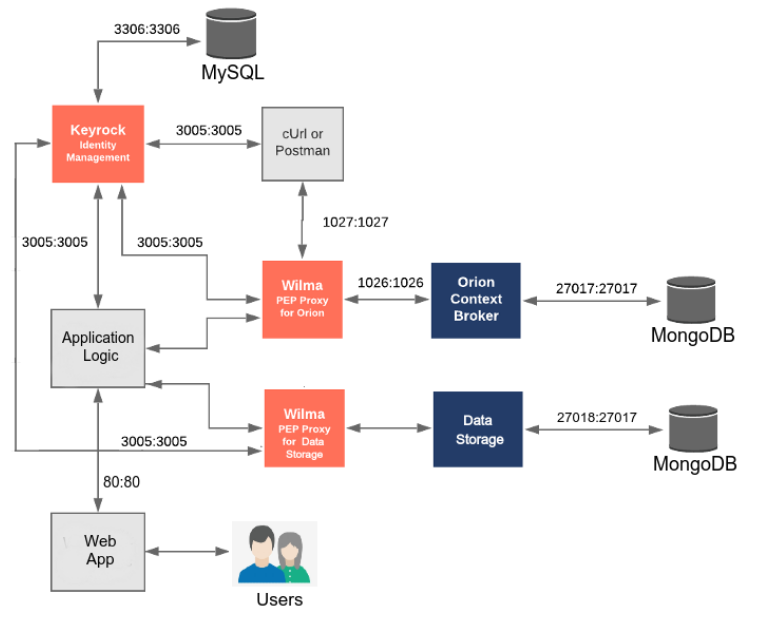 3306:3306
MySQL
Keyrock
Identity
Management
3005:3005
cUrl or
Postman
1027:1027
3005:3005
3005:3005
Wilma
PEP Proxy
for Orion
1026:1026
Orion
Context
Broker
27017:27017
MongoDB
Application
Logic
Wilma
PEP Proxy
for Data
Storage
Data
Storage
27018:27017
MongoDB
3005:3005
80:80
Web
App
Users